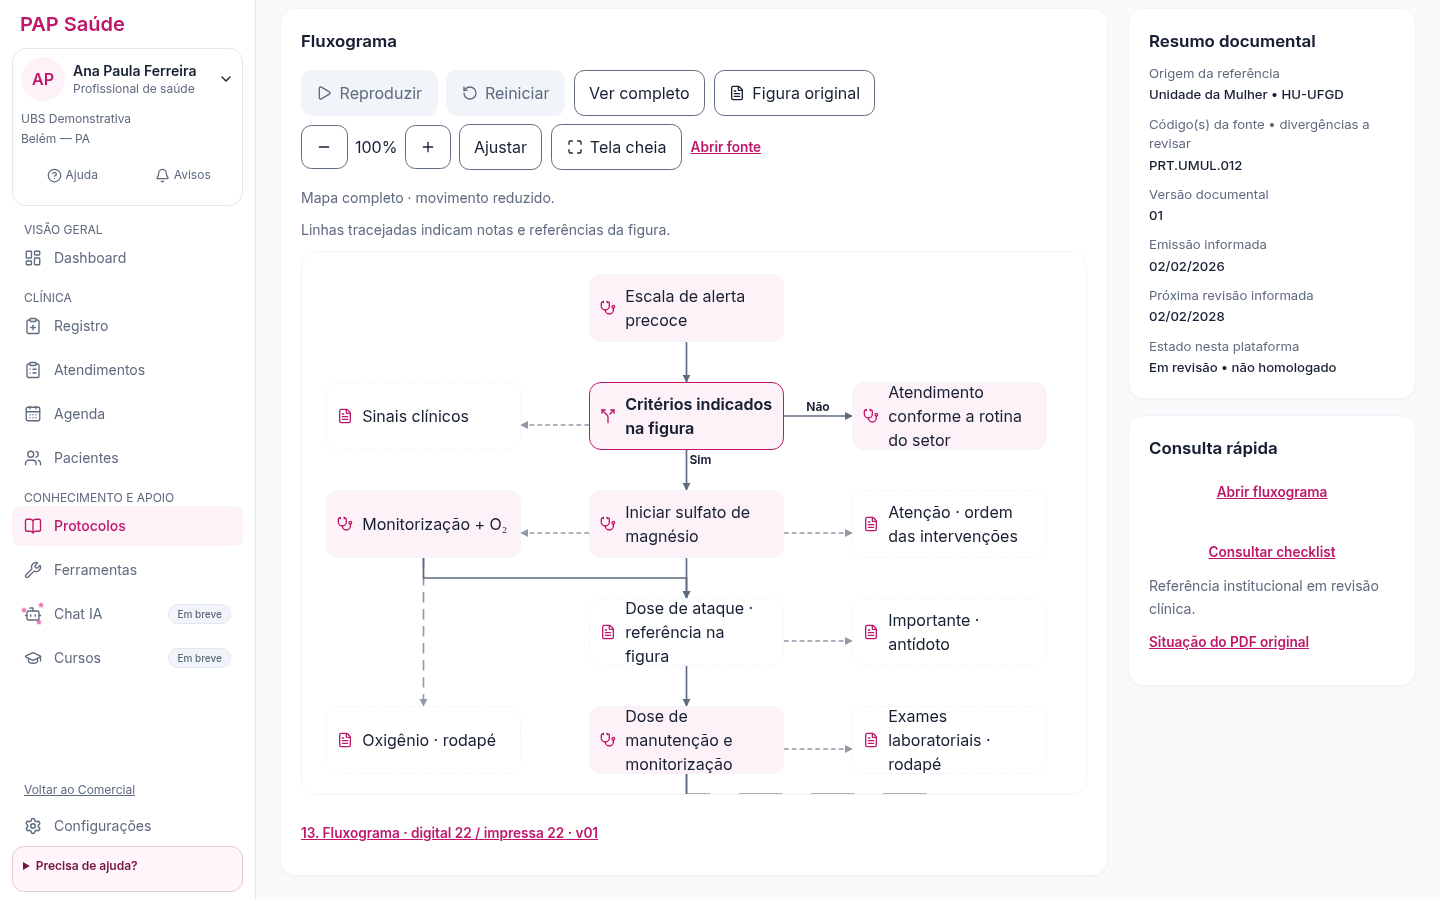 PAP Saúde
AP
Ana Paula Ferreira
Profissional de saúde
UBS Demonstrativa
Belém — PA
Ajuda
Avisos
VISÃO GERAL
Dashboard
CLÍNICA
Registro
Atendimentos
Agenda
Pacientes
CONHECIMENTO E APOIO
Protocolos
Ferramentas
Chat IA
Em breve
Cursos
Em breve
Voltar ao Comercial
Configurações
Precisa de ajuda?
Fluxograma
Reproduzir
Reiniciar
Ver completo
Figura original
− 100% +
Ajustar
Tela cheia
Abrir fonte
Mapa completo · movimento reduzido.
Linhas tracejadas indicam notas e referências da figura.
Escala de alerta
precoce
Sinais clínicos
Critérios indicados
na figura
Não
Atendimento
conforme a rotina
do setor
Sim
Monitorização + O₂
Iniciar sulfato de
magnésio
Atenção · ordem
das intervenções
Dose de ataque ·
referência na
figura
Importante ·
antídoto
Oxigênio · rodapé
Dose de
manutenção e
monitorização
Exames
laboratoriais ·
rodapé
13. Fluxograma · digital 22 / impressa 22 · v01
Resumo documental
Origem da referência
Unidade da Mulher • HU-UFGD
Código(s) da fonte • divergências a
revisar
PRT.UMUL.012
Versão documental
01
Emissão informada
02/02/2026
Próxima revisão informada
02/02/2028
Estado nesta plataforma
Em revisão • não homologado
Consulta rápida
Abrir fluxograma
Consultar checklist
Referência institucional em revisão
clínica.
Situação do PDF original